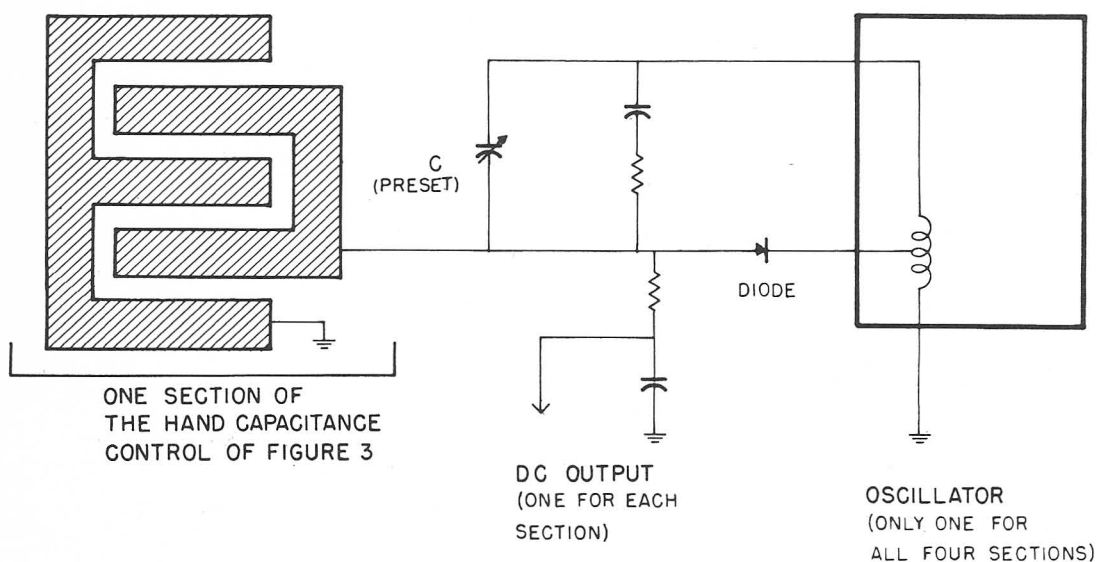 C
(PRESET)
DIODE
ONE SECTION OF
THE HAND CAPACITANCE
CONTROL OF FIGURE 3
DC OUTPUT
(ONE FOR EACH
SECTION)
OSCILLATOR
(ONLY ONE FOR
ALL FOUR SECTIONS)